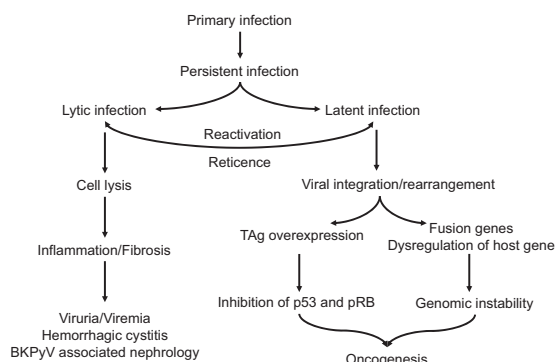 Primary infection
Persistent infection
Lytic infection
Latent infection
Reactivation
Reticence
Cell lysis
Viral integration/rearrangement
TAg overexpression
Fusion genes
Dysregulation of host gene
Inflammation/Fibrosis
Inhibition of p53 and pRB
Genomic instability
Viruria/Viremia
Hemorrhagic cystitis
BKPyV associated nephrology
Oncogenesis